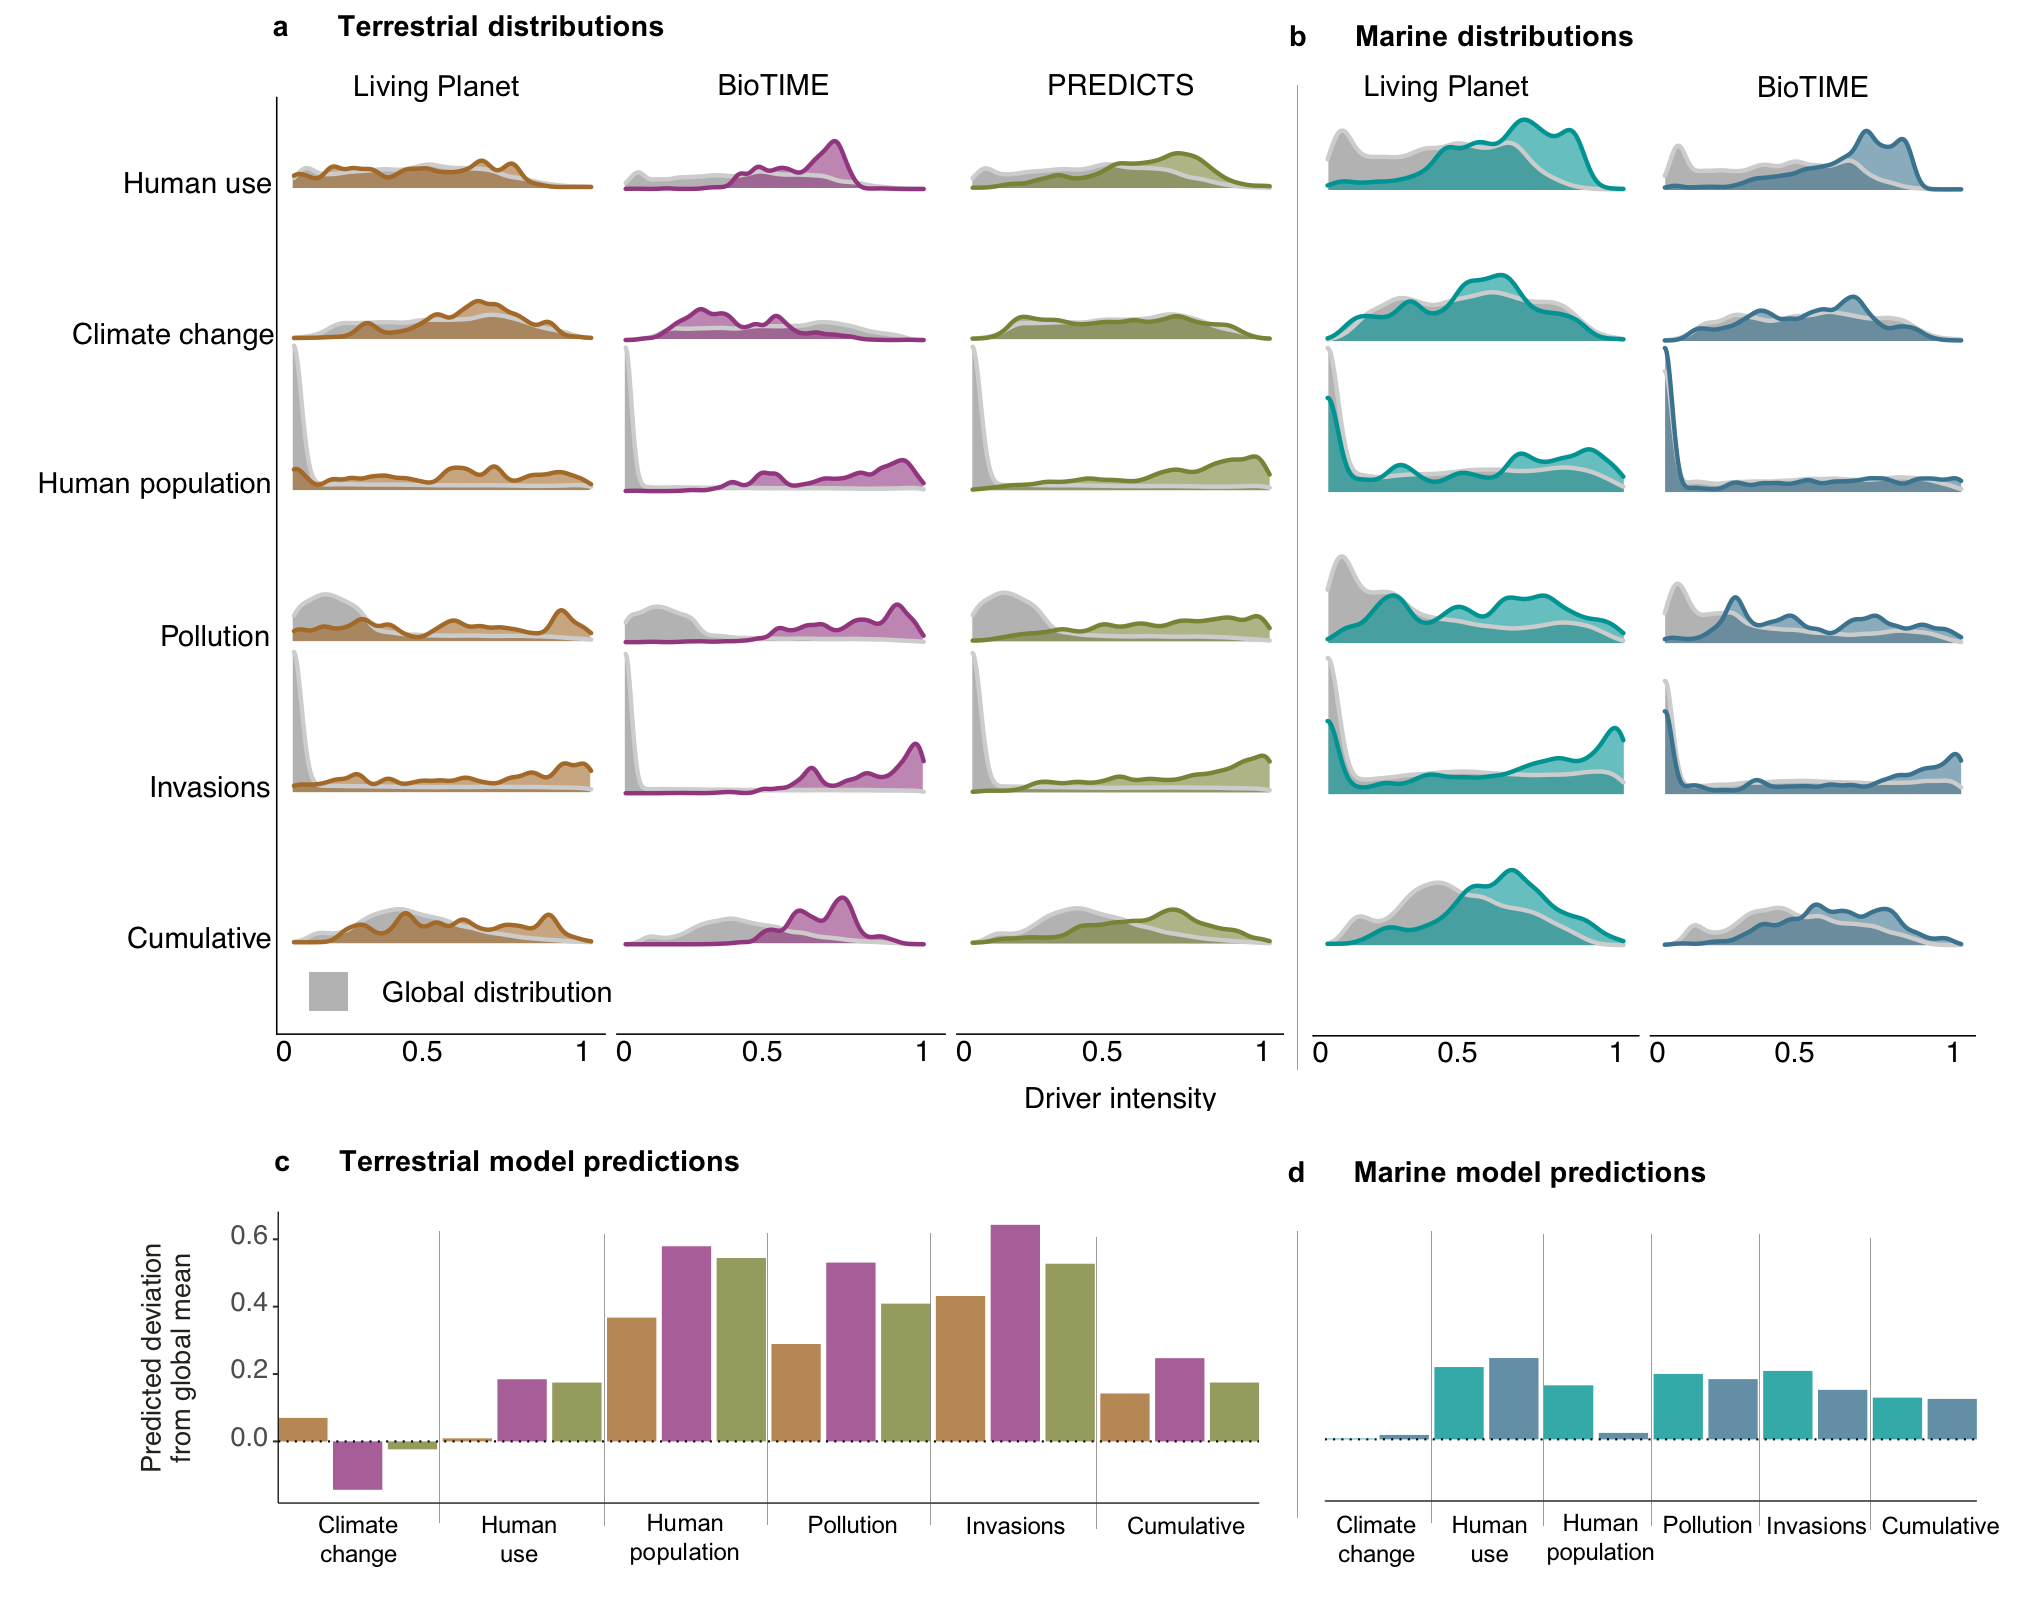 a Terrestrial distributions
b Marine distributions
Living Planet BioTIME PREDICTS Living Planet BioTIME
Human use
Climate change
Human population
Pollution
Invasions
Cumulative
Global distribution
0 0.5 1 0 0.5 1 0 0.5 1 0 0.5 1 0 0.5 1
Driver intensity
c Terrestrial model predictions
d Marine model predictions
Predicted deviation
from global mean
0.6
0.4
0.2
0.0
Climate
change
Human
use
Human
population
Pollution
Invasions
Cumulative
Climate
change
Human
use
Human
population
Pollution
Invasions
Cumulative